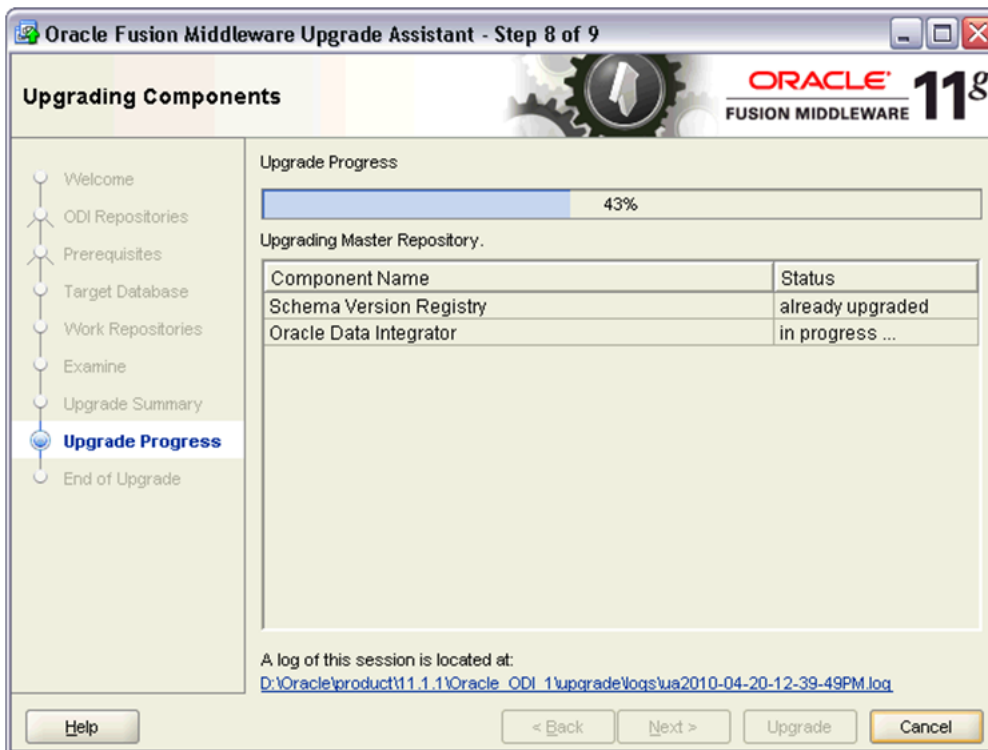 Oracle Fusion Middleware Upgrade Assistant - Step 8 of 9
Upgrading Components
ORACLE
FUSION MIDDLEWARE
11g
Welcome
ODI Repositories
Prerequisites
Target Database
Work Repositories
Examine
Upgrade Summary
Upgrade Progress
End of Upgrade
Upgrade Progress
43%
Upgrading Master Repository.
Component Name Status
Schema Version Registry already upgraded
Oracle Data Integrator in progress ...
A log of this session is located at:
D:\Oracle\product\11.1.1\Oracle_ODI_1\upgrade\logs\ua2010-04-20-12-39-49PM.log
Help < Back Next > Upgrade Cancel